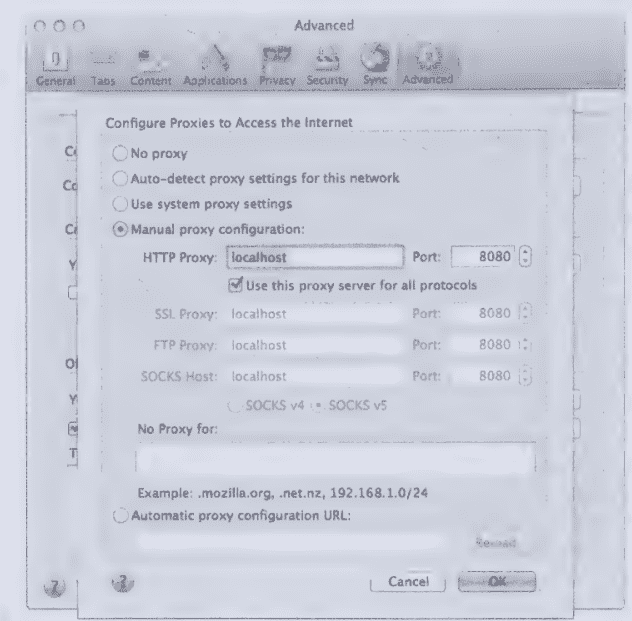 Advanced
General Tabs Content Applications Privacy Security Sync Advanced
Configure Proxies to Access the Internet
No proxy
Auto-detect proxy settings for this network
Use system proxy settings
Manual proxy configuration:
HTTP Proxy: localhost Port: 8080
Use this proxy server for all protocols
SSL Proxy: localhost Port: 8080
FTP Proxy: localhost Port: 8080
SOCKS Host: localhost Port: 8080
SOCKS v4 SOCKS v5
No Proxy for:
Example: .mozilla.org, .net.nz, 192.168.1.0/24
Automatic proxy configuration URL:
Reload
? ? Cancel OK